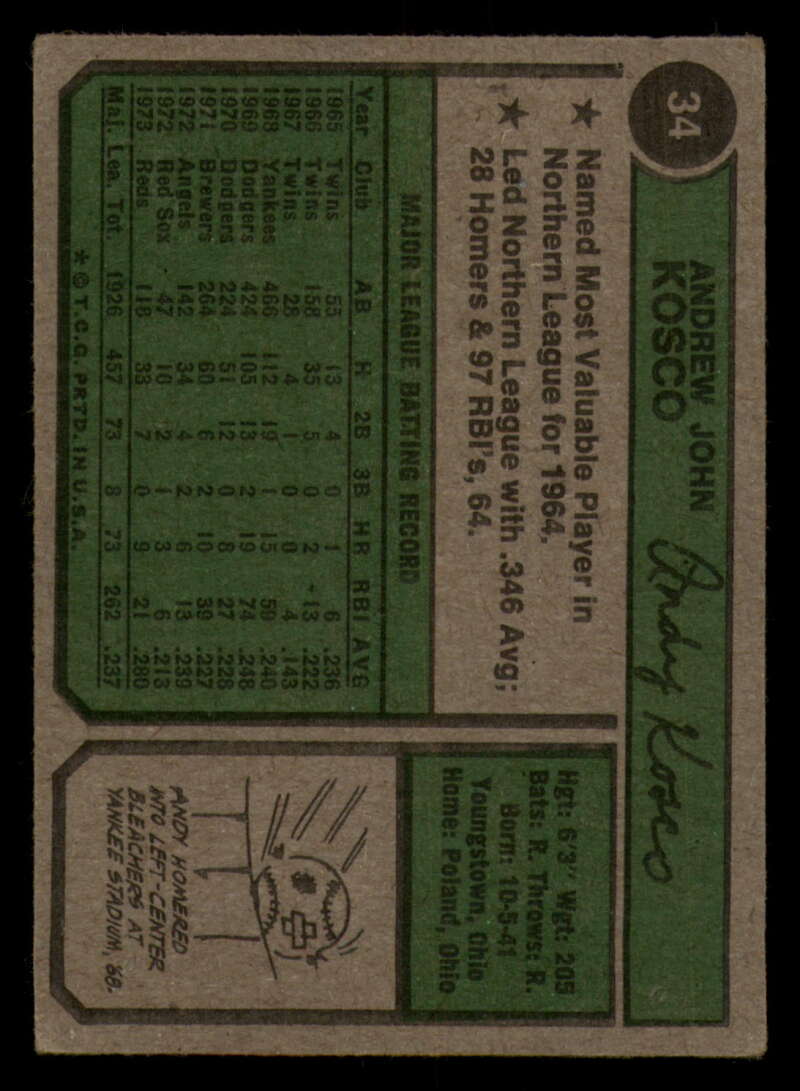 34
ANDREW JOHN
KOSCO
Andy Kosco
★ Named Most Valuable Player in
Northern League for 1964.
★ Led Northern League with .346 Avg;
28 Homers & 97 RBI's, 64.
MAJOR LEAGUE BATTING RECORD
Year Club AB H 2B 3B HR RBI AVG
1965 Twins 55 13 4 0 1 6 .236
1966 Twins 158 35 5 0 2 13 .222
1967 Twins 28 4 1 0 0 4 .143
1968 Yankees 466 112 19 1 15 59 .240
1969 Dodgers 424 105 13 2 19 74 .248
1970 Dodgers 224 51 12 0 8 27 .228
1971 Brewers 264 60 6 2 10 39 .227
1972 Angels 142 34 4 2 6 13 .239
1972 Red Sox 47 10 2 1 3 6 .213
1973 Reds 118 33 7 0 9 21 .280
Maj. Lea. Tot. 1926 457 73 8 73 262 .237
* © T.C.G. PRTD. IN U.S.A.
Hgt: 6'3" Wgt: 205
Bats: R. Throws: R.
Born: 10-5-41
Youngstown, Ohio
Home: Poland, Ohio
ANDY HOMERED
INTO LEFT-CENTER
BLEACHERS AT
YANKEE STADIUM, '68.